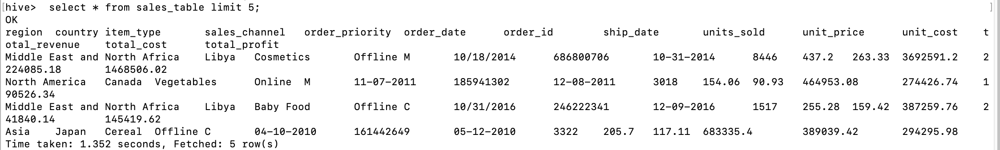 [hive>  select * from sales_table limit 5;                                                                                                                     ]
OK
region  country item_type       sales_channel   order_priority  order_date      order_id        ship_date       units_sold      unit_price      unit_cost    t
otal_revenue    total_cost      total_profit
Middle East and North Africa    Libya   Cosmetics       Offline M       10/18/2014      686800706       10-31-2014      8446    437.2   263.33  3692591.2    2
224085.18       1468506.02
North America   Canada  Vegetables      Online  M       11-07-2011      185941302       12-08-2011      3018    154.06  90.93   464953.08       274426.74    1
90526.34
Middle East and North Africa    Libya   Baby Food       Offline C       10/31/2016      246222341       12-09-2016      1517    255.28  159.42  387259.76    2
41840.14        145419.62
Asia    Japan   Cereal  Offline C       04-10-2010      161442649       05-12-2010      3322    205.7   117.11  683335.4        389039.42       294295.98
Time taken: 1.352 seconds, Fetched: 5 row(s)